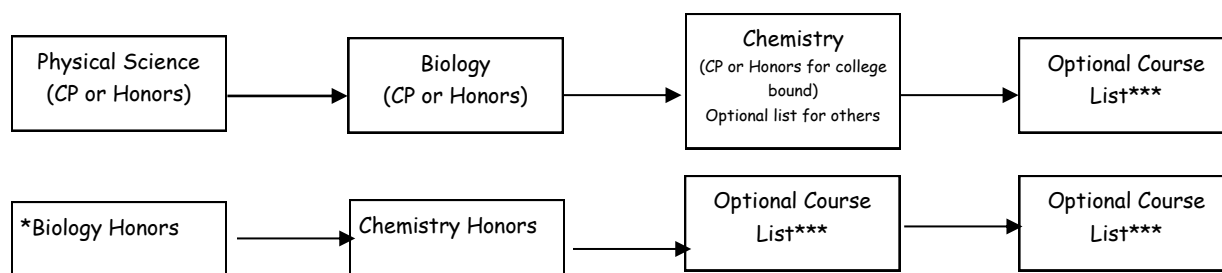 Physical Science
(CP or Honors)
Biology
(CP or Honors)
Chemistry
(CP or Honors for college
bound)
Optional list for others
Optional Course
List***
*Biology Honors
Chemistry Honors
Optional Course
List***
Optional Course
List***